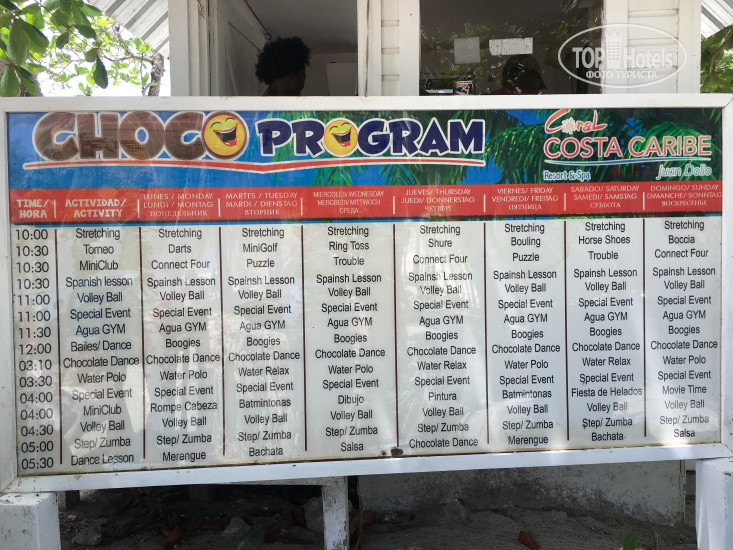 TOP Hotels
ФОТО ТУРИСТА
CHOCO PROGRAM
Coral
COSTA CARIBE
Resort & Spa Juan Dolio
TIME/ HORA ACTIVIDAD/ ACTIVITY LUNES / MONDAY LUNDI / MONTAG ПОНЕДЕЛЬНИК MARTES / TUESDAY MARDI / DIENSTAG ВТОРНИК MIERCOLES / WEDNESDAY MERCREDI / MITTWOCH СРЕДА JUEVES / THURSDAY JUEDI / DONNERSTAG ЧЕТВЕРГ VIERNES / FRIDAY VENDREDI / FREITAG ПЯТНИЦА SABADO / SATURDAY SAMEDI / SAMSTAG СУББОТА DOMINGO / SUNDAY DIMANCHE / SONNTAG ВОСКРЕСЕНЬЕ
10:00 Stretching Stretching Stretching Stretching Stretching Stretching Stretching Stretching
10:30 Torneo Darts MiniGolf Ring Toss Shure Bouling Horse Shoes Boccia
10:30 MiniClub Connect Four Puzzle Trouble Connect Four Puzzle Trouble Connect Four
10:30 Spanish Lesson Spainsh Lesson Spainsh Lesson Spainsh Lesson Spainsh Lesson Spainsh Lesson Spainsh Lesson Spainsh Lesson
11:00 Volley Ball Volley Ball Volley Ball Volley Ball Volley Ball Volley Ball Volley Ball Volley Ball
11:00 Special Event Special Event Special Event Special Event Special Event Special Event Special Event Special Event
11:30 Agua GYM Agua GYM Agua GYM Agua GYM Agua GYM Agua GYM Agua GYM Agua GYM
12:00 Bailes/ Dance Boogies Boogies Boogies Boogies Boogies Boogies Boogies
03:10 Chocolate Dance Chocolate Dance Chocolate Dance Chocolate Dance Chocolate Dance Chocolate Dance Chocolate Dance Chocolate Dance
03:30 Water Polo Water Polo Water Relax Water Polo Water Relax Water Polo Water Relax Water Polo
04:00 Special Event Special Event Special Event Special Event Special Event Special Event Special Event Special Event
04:00 MiniClub Rompe Cabeza Batmintonas Dibujo Pintura Batmintonas Fiesta de Helados Movie Time
04:30 Volley Ball Volley Ball Volley Ball Volley Ball Volley Ball Volley Ball Volley Ball Volley Ball
05:00 Step/ Zumba Step/ Zumba Step/ Zumba Step/ Zumba Step/ Zumba Step/ Zumba Step/ Zumba Step/ Zumba
05:30 Dance Lesson Merengue Bachata Salsa Chocolate Dance Merengue Bachata Salsa